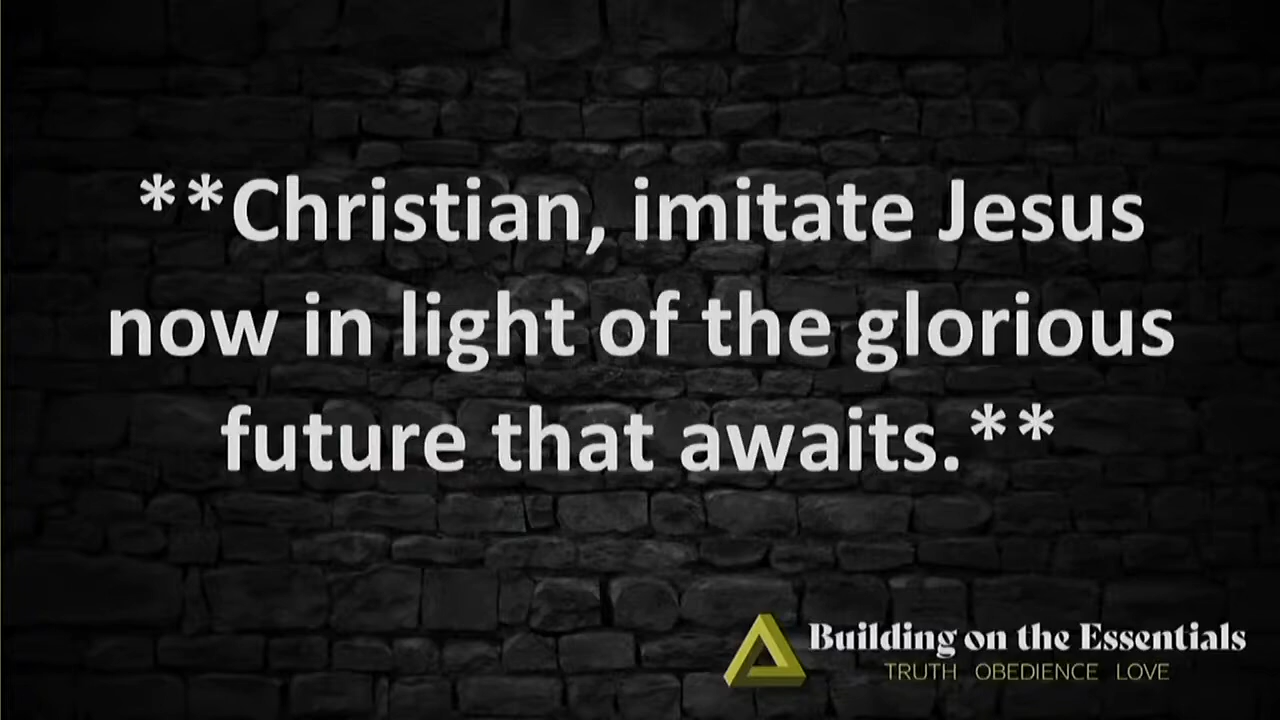 **Christian, imitate Jesus
now in light of the glorious
future that awaits.**
Building on the Essentials
TRUTH OBEDIENCE LOVE